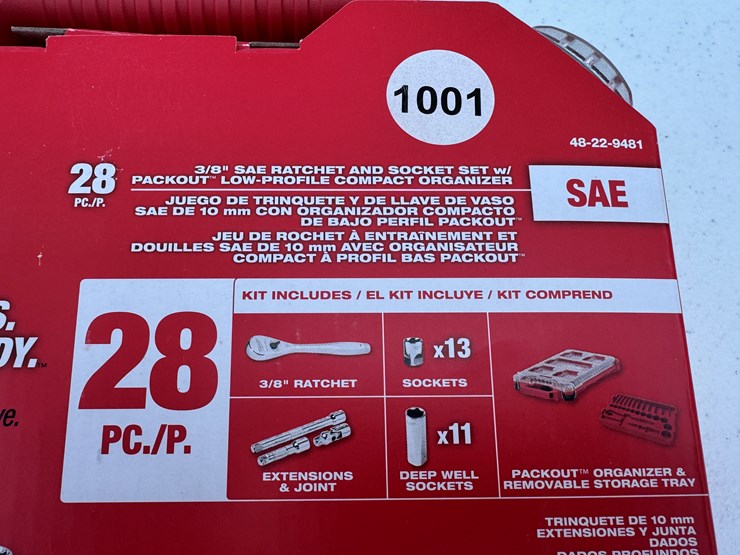 1001
48-22-9481
28
PC./P.
3/8" SAE RATCHET AND SOCKET SET w/
PACKOUT™ LOW-PROFILE COMPACT ORGANIZER
SAE
JUEGO DE TRINQUETE Y DE LLAVE DE VASO
SAE DE 10 mm CON ORGANIZADOR COMPACTO
DE BAJO PERFIL PACKOUT™
JEU DE ROCHET À ENTRAÎNEMENT ET
DOUILLES SAE DE 10 mm AVEC ORGANISATEUR
COMPACT À PROFIL BAS PACKOUT™
S.
DY.™
28
PC./P.
KIT INCLUDES / EL KIT INCLUYE / KIT COMPREND
3/8" RATCHET
x13
SOCKETS
EXTENSIONS
& JOINT
x11
DEEP WELL
SOCKETS
PACKOUT™ ORGANIZER &
REMOVABLE STORAGE TRAY
TRINQUETE DE 10 mm
EXTENSIONES Y JUNTA
DADOS
DADOS PROFUNDOS